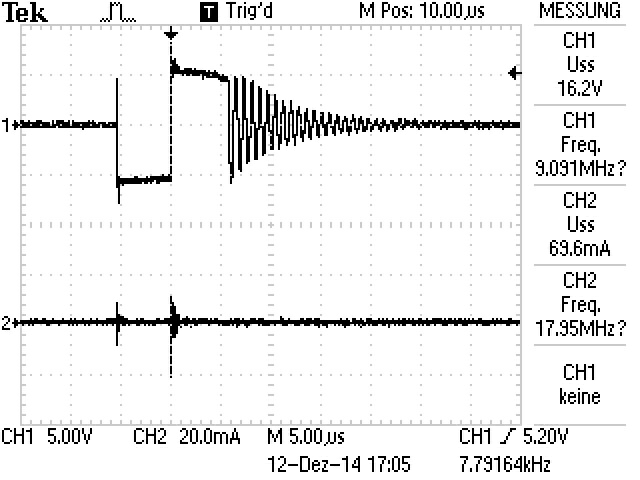 Tek T Trig'd M Pos: 10.00µs MESSUNG
CH1
Uss
16.2V
CH1
Freq.
9.091MHz?
CH2
Uss
69.6mA
CH2
Freq.
17.95MHz?
CH1
keine
1
2
CH1 5.00V CH2 20.0mA M 5.00µs CH1 5.20V
12-Dez-14 17:05 7.79164kHz